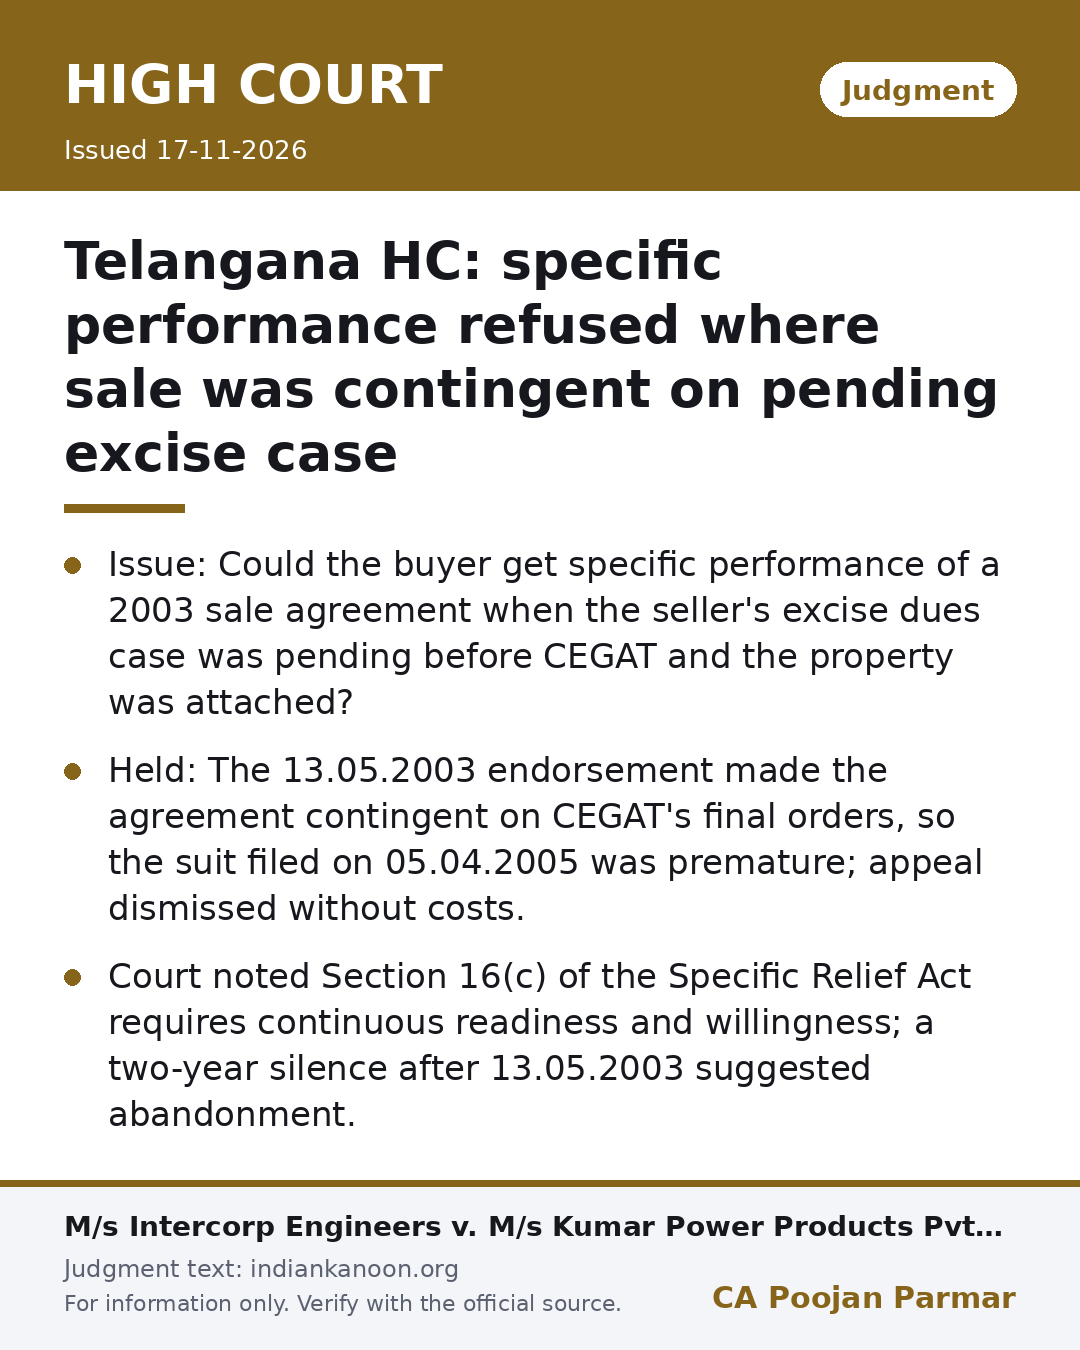 HIGH COURT
Judgment
Issued 17-11-2026
Telangana HC: specific
performance refused where
sale was contingent on pending
excise case
Issue: Could the buyer get specific performance of a
2003 sale agreement when the seller's excise dues
case was pending before CEGAT and the property
was attached?
Held: The 13.05.2003 endorsement made the
agreement contingent on CEGAT's final orders, so
the suit filed on 05.04.2005 was premature; appeal
dismissed without costs.
Court noted Section 16(c) of the Specific Relief Act
requires continuous readiness and willingness; a
two-year silence after 13.05.2003 suggested
abandonment.
M/s Intercorp Engineers v. M/s Kumar Power Products Pvt…
Judgment text: indiankanoon.org
For information only. Verify with the official source.
CA Poojan Parmar